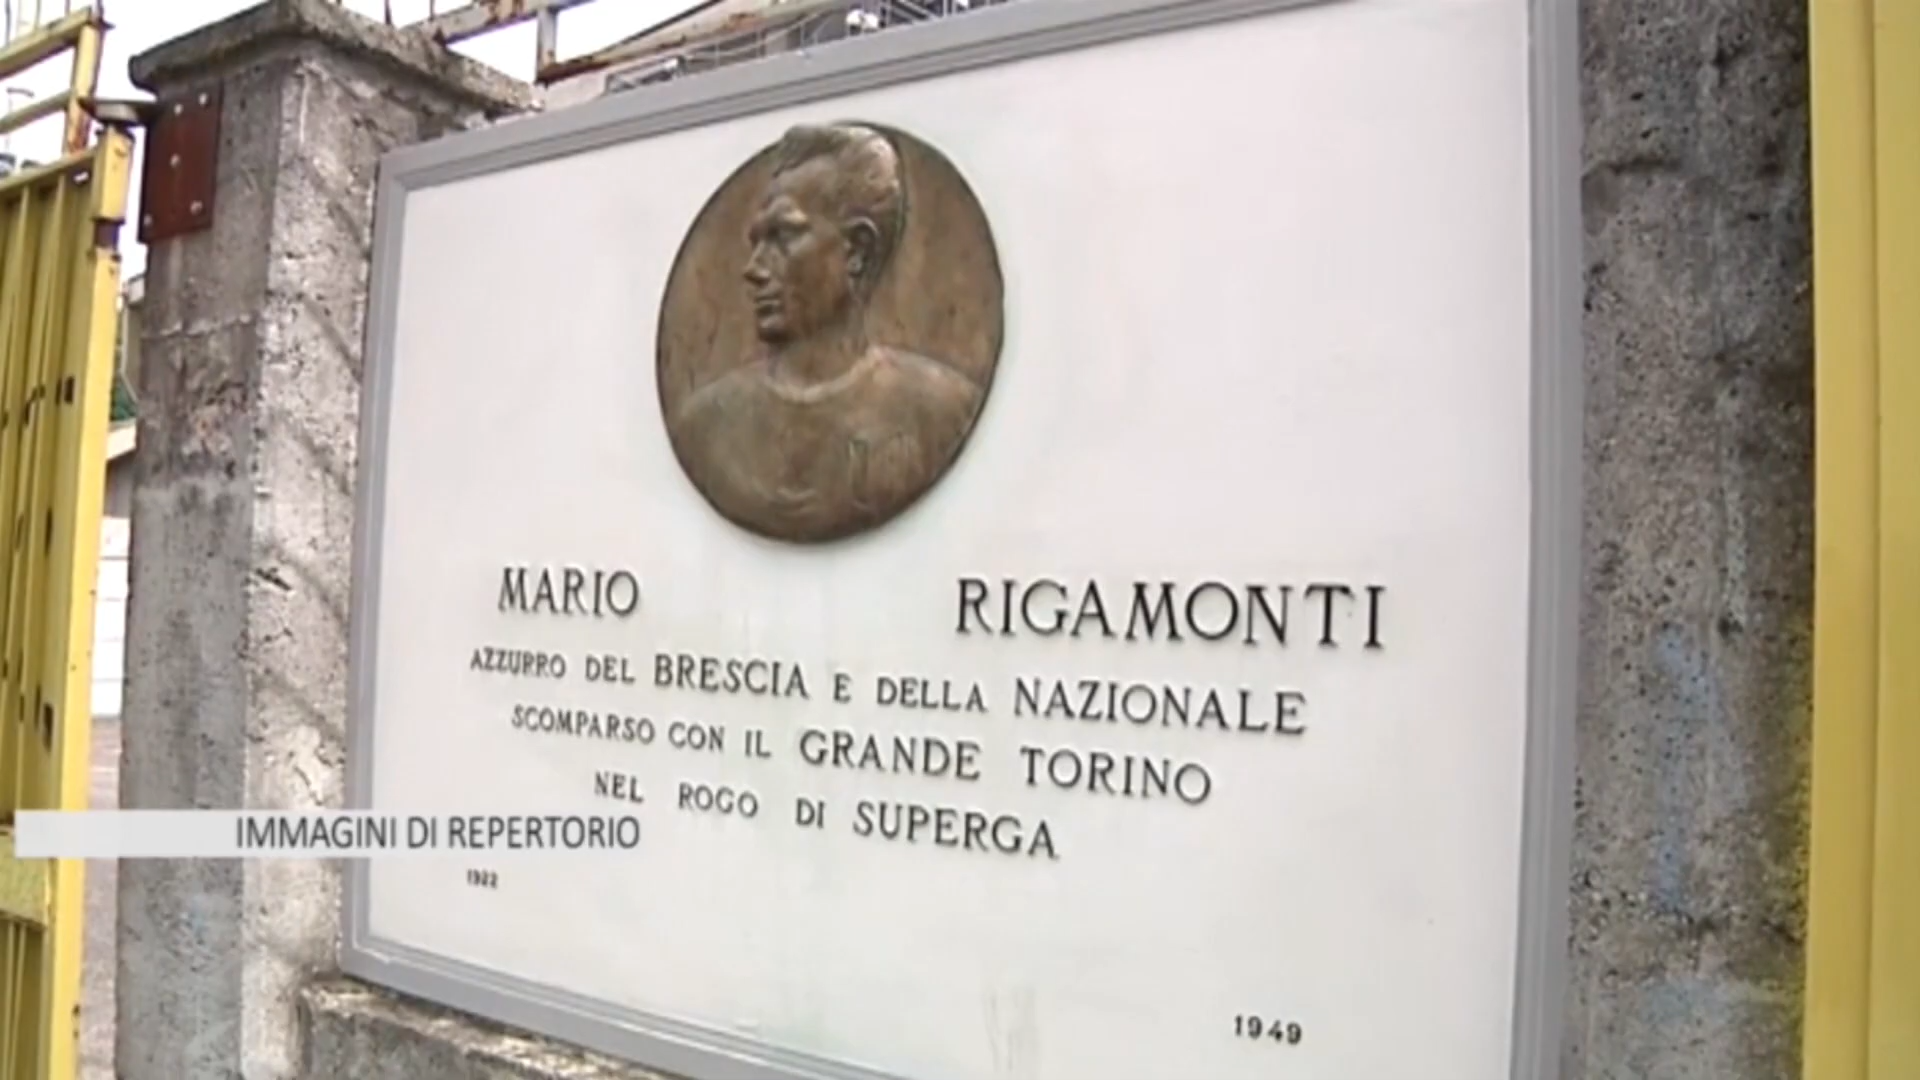 MARIO RIGAMONTI
AZZURRO DEL BRESCIA E DELLA NAZIONALE
SCOMPARSO CON IL GRANDE TORINO
NEL ROGO DI SUPERGA
IMMAGINI DI REPERTORIO
1922
1949